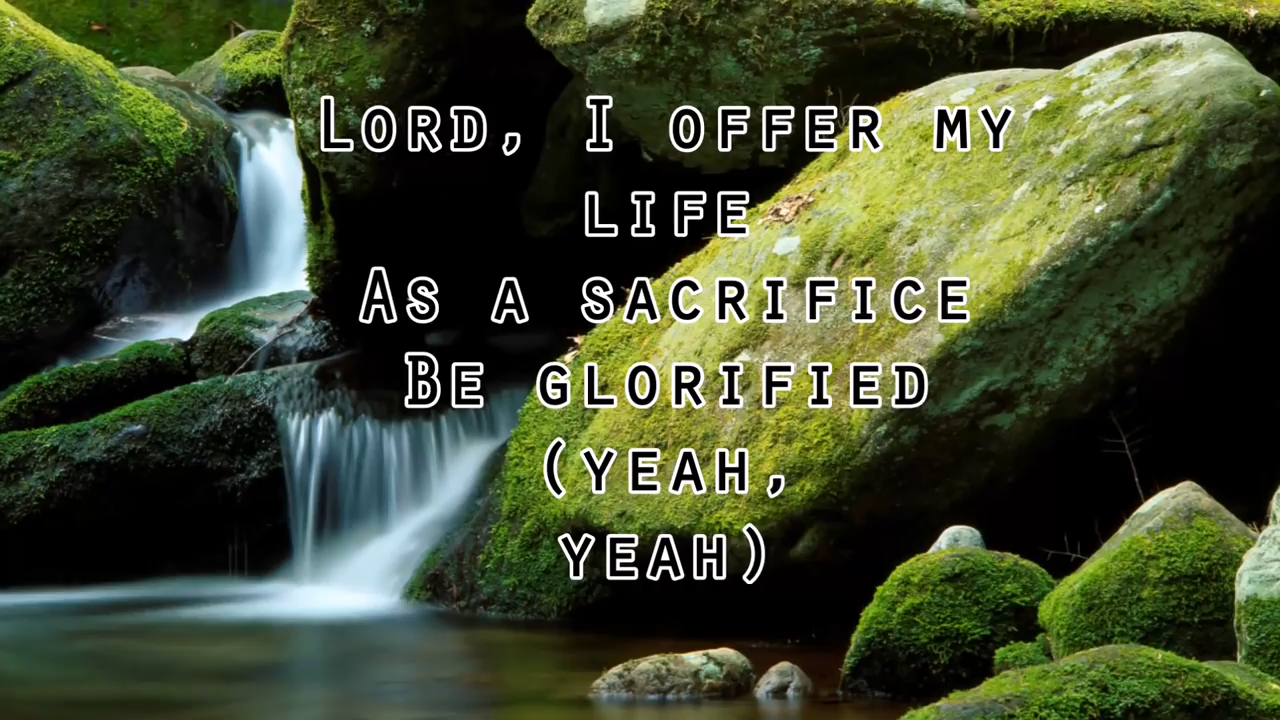 Lord, I offer my
life
As a sacrifice
Be glorified
(yeah,
yeah)